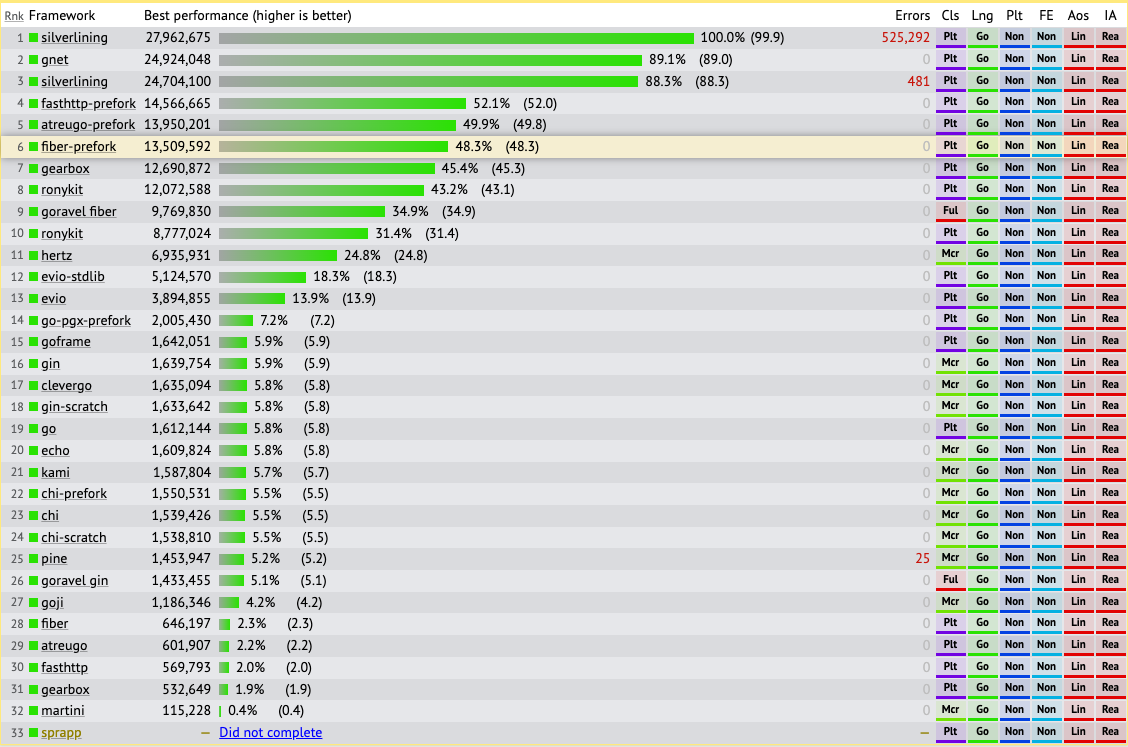 Rnk Framework Best performance (higher is better) Errors Cls Lng Plt FE Aos IA
1 silverlining 27,962,675 100.0% (99.9) 525,292 Plt Go Non Non Lin Rea
2 gnet 24,924,048 89.1% (89.0) 0 Plt Go Non Non Lin Rea
3 silverlining 24,704,100 88.3% (88.3) 481 Plt Go Non Non Lin Rea
4 fasthttp-prefork 14,566,665 52.1% (52.0) 0 Plt Go Non Non Lin Rea
5 atreugo-prefork 13,950,201 49.9% (49.8) 0 Plt Go Non Non Lin Rea
6 fiber-prefork 13,509,592 48.3% (48.3) 0 Plt Go Non Non Lin Rea
7 gearbox 12,690,872 45.4% (45.3) 0 Plt Go Non Non Lin Rea
8 ronykit 12,072,588 43.2% (43.1) 0 Plt Go Non Non Lin Rea
9 goravel fiber 9,769,830 34.9% (34.9) 0 Ful Go Non Non Lin Rea
10 ronykit 8,777,024 31.4% (31.4) 0 Plt Go Non Non Lin Rea
11 hertz 6,935,931 24.8% (24.8) 0 Mcr Go Non Non Lin Rea
12 evio-stdlib 5,124,570 18.3% (18.3) 0 Plt Go Non Non Lin Rea
13 evio 3,894,855 13.9% (13.9) 0 Plt Go Non Non Lin Rea
14 go-pgx-prefork 2,005,430 7.2% (7.2) 0 Plt Go Non Non Lin Rea
15 goframe 1,642,051 5.9% (5.9) 0 Plt Go Non Non Lin Rea
16 gin 1,639,754 5.9% (5.9) 0 Mcr Go Non Non Lin Rea
17 clevergo 1,635,094 5.8% (5.8) 0 Mcr Go Non Non Lin Rea
18 gin-scratch 1,633,642 5.8% (5.8) 0 Mcr Go Non Non Lin Rea
19 go 1,612,144 5.8% (5.8) 0 Plt Go Non Non Lin Rea
20 echo 1,609,824 5.8% (5.8) 0 Mcr Go Non Non Lin Rea
21 kami 1,587,804 5.7% (5.7) 0 Mcr Go Non Non Lin Rea
22 chi-prefork 1,550,531 5.5% (5.5) 0 Mcr Go Non Non Lin Rea
23 chi 1,539,426 5.5% (5.5) 0 Mcr Go Non Non Lin Rea
24 chi-scratch 1,538,810 5.5% (5.5) 0 Mcr Go Non Non Lin Rea
25 pine 1,453,947 5.2% (5.2) 25 Mcr Go Non Non Lin Rea
26 goravel gin 1,433,455 5.1% (5.1) 0 Ful Go Non Non Lin Rea
27 goji 1,186,346 4.2% (4.2) 0 Mcr Go Non Non Lin Rea
28 fiber 646,197 2.3% (2.3) 0 Plt Go Non Non Lin Rea
29 atreugo 601,907 2.2% (2.2) 0 Plt Go Non Non Lin Rea
30 fasthttp 569,793 2.0% (2.0) 0 Plt Go Non Non Lin Rea
31 gearbox 532,649 1.9% (1.9) 0 Plt Go Non Non Lin Rea
32 martini 115,228 0.4% (0.4) 0 Mcr Go Non Non Lin Rea
33 sprapp — Did not complete — Plt Go Non Non Lin Rea